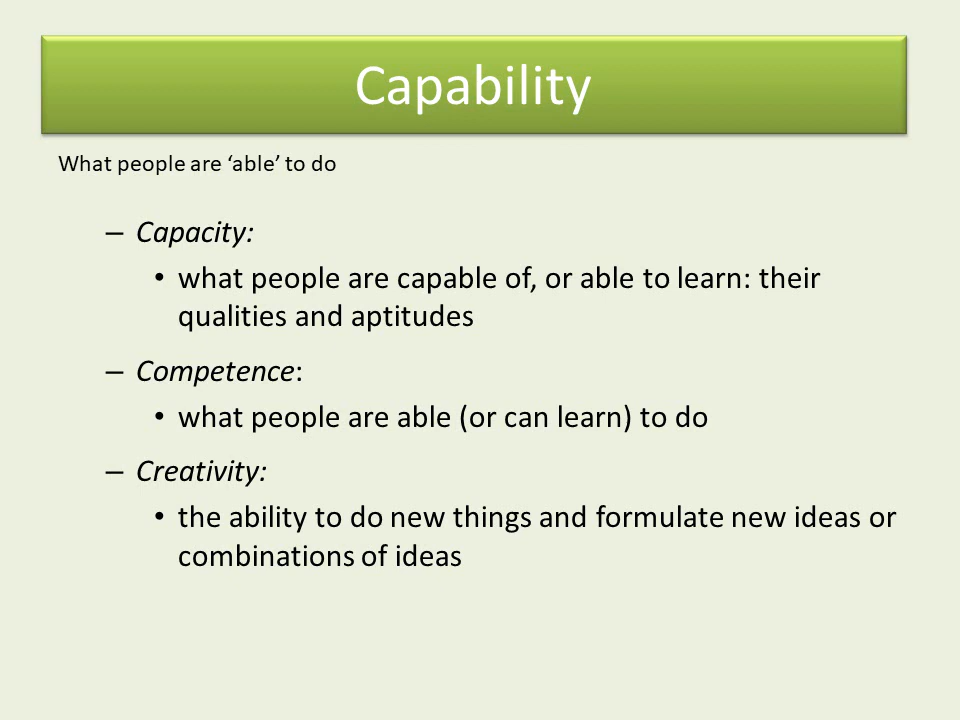 Capability
What people are ‘able’ to do
– Capacity:
• what people are capable of, or able to learn: their
qualities and aptitudes
– Competence:
• what people are able (or can learn) to do
– Creativity:
• the ability to do new things and formulate new ideas or
combinations of ideas